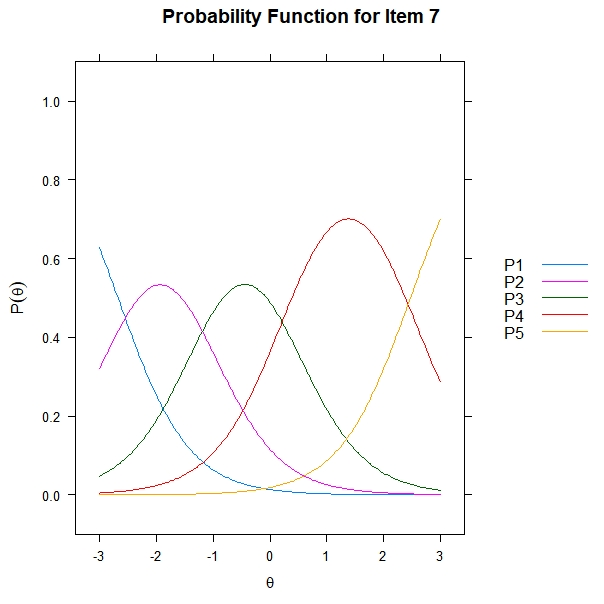 Probability Function for Item 7
P(θ)
1.0
0.8
0.6
0.4
0.2
0.0
-3 -2 -1 0 1 2 3
θ
P1
P2
P3
P4
P5